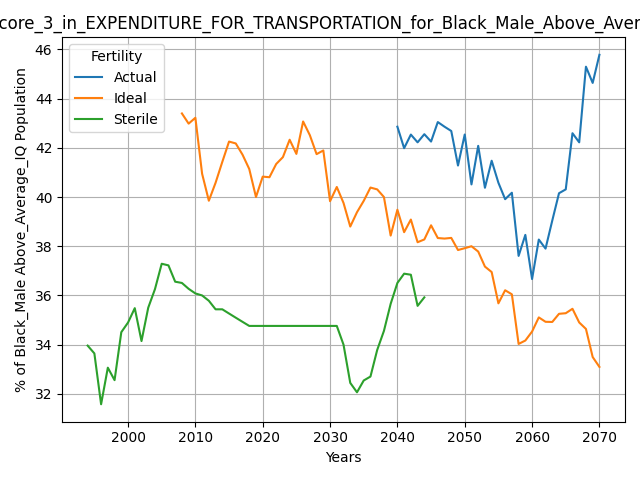 core_3_in_EXPENDITURE_FOR_TRANSPORTATION_for_Black_Male_Above_Aver
Fertility
Actual
Ideal
Sterile
% of Black_Male Above_Average_IQ Population
46
44
42
40
38
36
34
32
2000 2010 2020 2030 2040 2050 2060 2070
Years